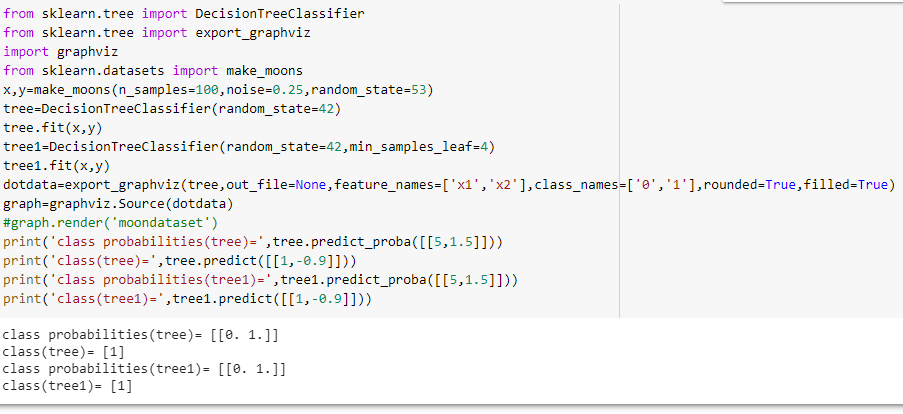 from sklearn.tree import DecisionTreeClassifier
from sklearn.tree import export_graphviz
import graphviz
from sklearn.datasets import make_moons
x,y=make_moons(n_samples=100,noise=0.25,random_state=53)
tree=DecisionTreeClassifier(random_state=42)
tree.fit(x,y)
tree1=DecisionTreeClassifier(random_state=42,min_samples_leaf=4)
tree1.fit(x,y)
dotdata=export_graphviz(tree,out_file=None,feature_names=['x1','x2'],class_names=['0','1'],rounded=True,filled=True)
graph=graphviz.Source(dotdata)
#graph.render('moondataset')
print('class probabilities(tree)=',tree.predict_proba([[5,1.5]]))
print('class(tree)=',tree.predict([[1,-0.9]]))
print('class probabilities(tree1)=',tree1.predict_proba([[5,1.5]]))
print('class(tree1)=',tree1.predict([[1,-0.9]]))
class probabilities(tree)= [[0. 1.]]
class(tree)= [1]
class probabilities(tree1)= [[0. 1.]]
class(tree1)= [1]